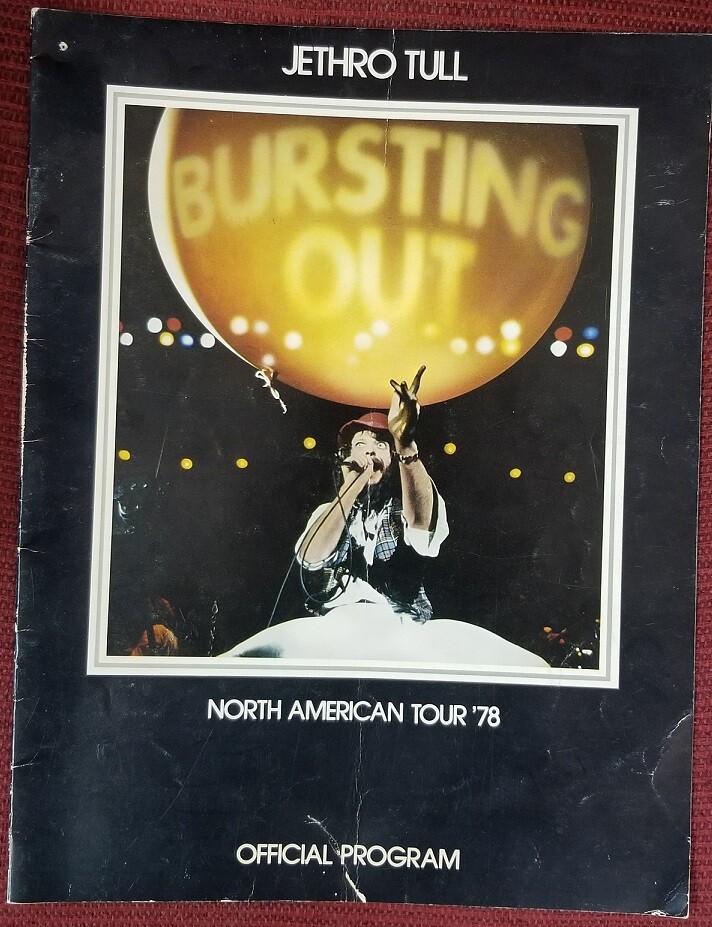 JETHRO TULL
BURSTING
OUT
NORTH AMERICAN TOUR '78
OFFICIAL PROGRAM